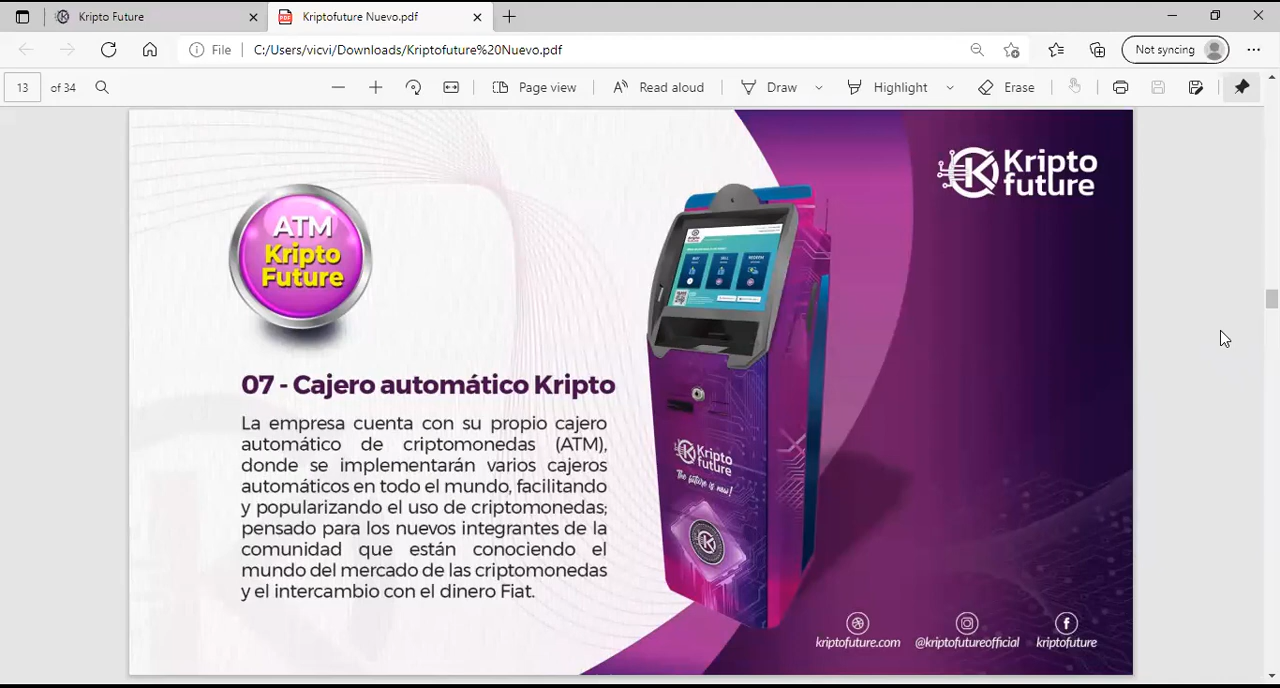 Kripto Future
Kriptofuture Nuevo.pdf
File
C:/Users/vicvi/Downloads/Kriptofuture%20Nuevo.pdf
Not syncing
13 of 34
Page view
Read aloud
Draw
Highlight
Erase
Kripto
future
ATM
Kripto
Future
BUY SELL REDEEM
07 - Cajero automático Kripto
La empresa cuenta con su propio cajero
automático de criptomonedas (ATM),
donde se implementarán varios cajeros
automáticos en todo el mundo, facilitando
y popularizando el uso de criptomonedas;
pensado para los nuevos integrantes de la
comunidad que están conociendo el
mundo del mercado de las criptomonedas
y el intercambio con el dinero Fiat.
Kripto
future
The future is now!
kriptofuture.com
@kriptofutureofficial
kriptofuture